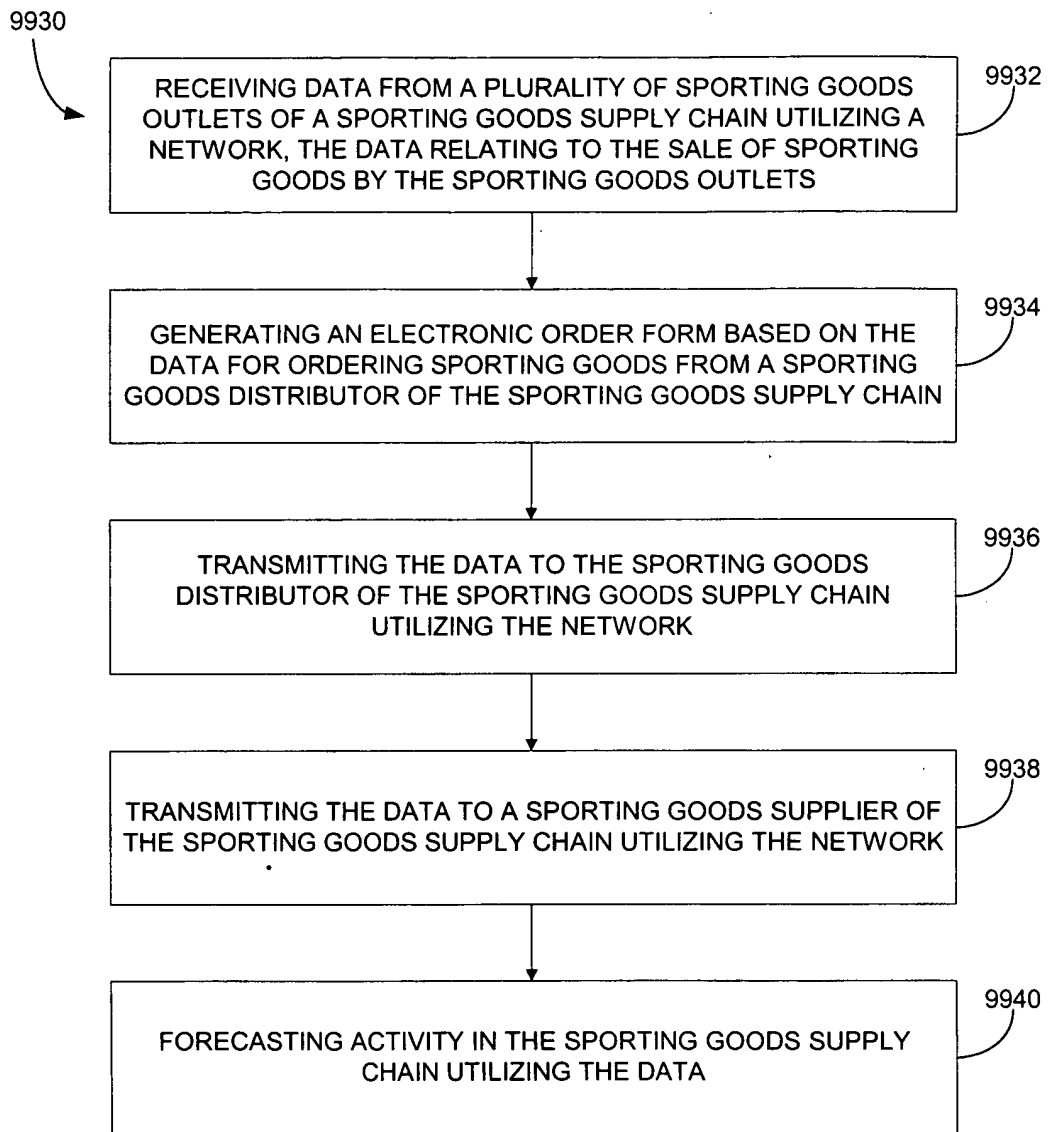 9930
RECEIVING DATA FROM A PLURALITY OF SPORTING GOODS
OUTLETS OF A SPORTING GOODS SUPPLY CHAIN UTILIZING A
NETWORK, THE DATA RELATING TO THE SALE OF SPORTING
GOODS BY THE SPORTING GOODS OUTLETS
9932
GENERATING AN ELECTRONIC ORDER FORM BASED ON THE
DATA FOR ORDERING SPORTING GOODS FROM A SPORTING
GOODS DISTRIBUTOR OF THE SPORTING GOODS SUPPLY CHAIN
9934
TRANSMITTING THE DATA TO THE SPORTING GOODS
DISTRIBUTOR OF THE SPORTING GOODS SUPPLY CHAIN
UTILIZING THE NETWORK
9936
TRANSMITTING THE DATA TO A SPORTING GOODS SUPPLIER OF
THE SPORTING GOODS SUPPLY CHAIN UTILIZING THE NETWORK
9938
FORECASTING ACTIVITY IN THE SPORTING GOODS SUPPLY
CHAIN UTILIZING THE DATA
9940